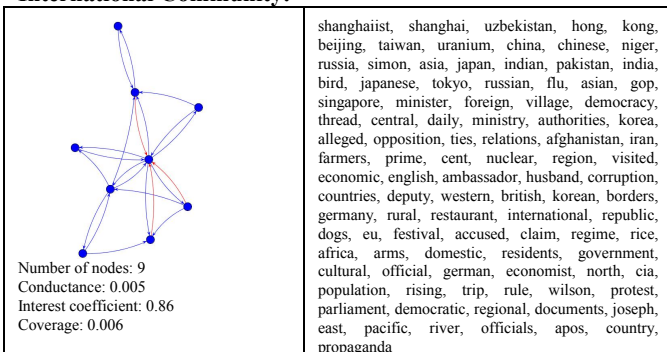 International Community:
Number of nodes: 9
Conductance: 0.005
Interest coefficient: 0.86
Coverage: 0.006
shanghaiist, shanghai, uzbekistan, hong, kong,
beijing, taiwan, uranium, china, chinese, niger,
russia, simon, asia, japan, indian, pakistan, india,
bird, japanese, tokyo, russian, flu, asian, gop,
singapore, minister, foreign, village, democracy,
thread, central, daily, ministry, authorities, korea,
alleged, opposition, ties, relations, afghanistan, iran,
farmers, prime, cent, nuclear, region, visited,
economic, english, ambassador, husband, corruption,
countries, deputy, western, british, korean, borders,
germany, rural, restaurant, international, republic,
dogs, eu, festival, accused, claim, regime, rice,
africa, arms, domestic, residents, government,
cultural, official, german, economist, north, cia,
population, rising, trip, rule, wilson, protest,
parliament, democratic, regional, documents, joseph,
east, pacific, river, officials, apos, country,
propaganda